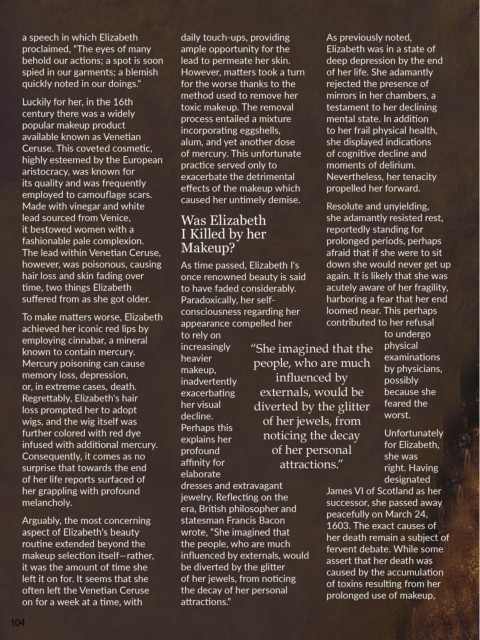 a speech in which Elizabeth
proclaimed, "The eyes of many
behold our actions; a spot is soon
spied in our garments; a blemish
quickly noted in our doings."
Luckily for her, in the 16th
century there was a widely
popular makeup product
available known as Venetian
Ceruse. This coveted cosmetic,
highly esteemed by the European
aristocracy, was known for
its quality and was frequently
employed to camouflage scars.
Made with vinegar and white
lead sourced from Venice,
it bestowed women with a
fashionable pale complexion.
The lead within Venetian Ceruse,
however, was poisonous, causing
hair loss and skin fading over
time, two things Elizabeth
suffered from as she got older.
To make matters worse, Elizabeth
achieved her iconic red lips by
employing cinnabar, a mineral
known to contain mercury.
Mercury poisoning can cause
memory loss, depression,
or, in extreme cases, death.
Regrettably, Elizabeth's hair
loss prompted her to adopt
wigs, and the wig itself was
further colored with red dye
infused with additional mercury.
Consequently, it comes as no
surprise that towards the end
of her life reports surfaced of
her grappling with profound
melancholy.
Arguably, the most concerning
aspect of Elizabeth's beauty
routine extended beyond the
makeup selection itself—rather,
it was the amount of time she
left it on for. It seems that she
often left the Venetian Ceruse
on for a week at a time, with
daily touch-ups, providing
ample opportunity for the
lead to permeate her skin.
However, matters took a turn
for the worse thanks to the
method used to remove her
toxic makeup. The removal
process entailed a mixture
incorporating eggshells,
alum, and yet another dose
of mercury. This unfortunate
practice served only to
exacerbate the detrimental
effects of the makeup which
caused her untimely demise.
Was Elizabeth
I Killed by her
Makeup?
As time passed, Elizabeth I's
once renowned beauty is said
to have faded considerably.
Paradoxically, her self-
consciousness regarding her
appearance compelled her
to rely on
increasingly
heavier
makeup,
inadvertently
exacerbating
her visual
decline.
Perhaps this
explains her
profound
affinity for
elaborate
dresses and extravagant
jewelry. Reflecting on the
era, British philosopher and
statesman Francis Bacon
wrote, "She imagined that
the people, who are much
influenced by externals, would
be diverted by the glitter
of her jewels, from noticing
the decay of her personal
attractions."
"She imagined that the
people, who are much
influenced by
externals, would be
diverted by the glitter
of her jewels, from
noticing the decay
of her personal
attractions."
As previously noted,
Elizabeth was in a state of
deep depression by the end
of her life. She adamantly
rejected the presence of
mirrors in her chambers, a
testament to her declining
mental state. In addition
to her frail physical health,
she displayed indications
of cognitive decline and
moments of delirium.
Nevertheless, her tenacity
propelled her forward.
Resolute and unyielding,
she adamantly resisted rest,
reportedly standing for
prolonged periods, perhaps
afraid that if she were to sit
down she would never get up
again. It is likely that she was
acutely aware of her fragility,
harboring a fear that her end
loomed near. This perhaps
contributed to her refusal
to undergo
physical
examinations
by physicians,
possibly
because she
feared the
worst.
Unfortunately
for Elizabeth,
she was
right. Having
designated
James VI of Scotland as her
successor, she passed away
peacefully on March 24,
1603. The exact causes of
her death remain a subject of
fervent debate. While some
assert that her death was
caused by the accumulation
of toxins resulting from her
prolonged use of makeup,
104